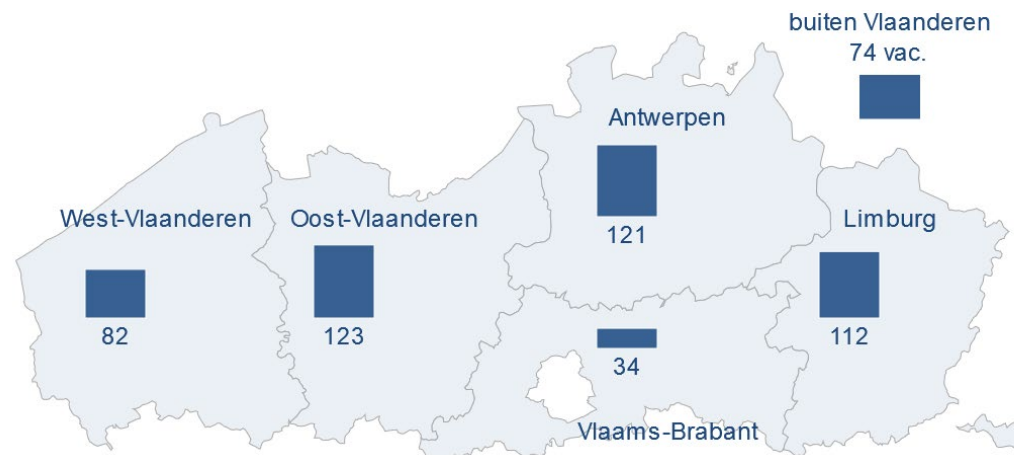 buiten Vlaanderen
74 vac.
Antwerpen
121
West-Vlaanderen
82
Oost-Vlaanderen
123
Limburg
112
34
Vlaams-Brabant